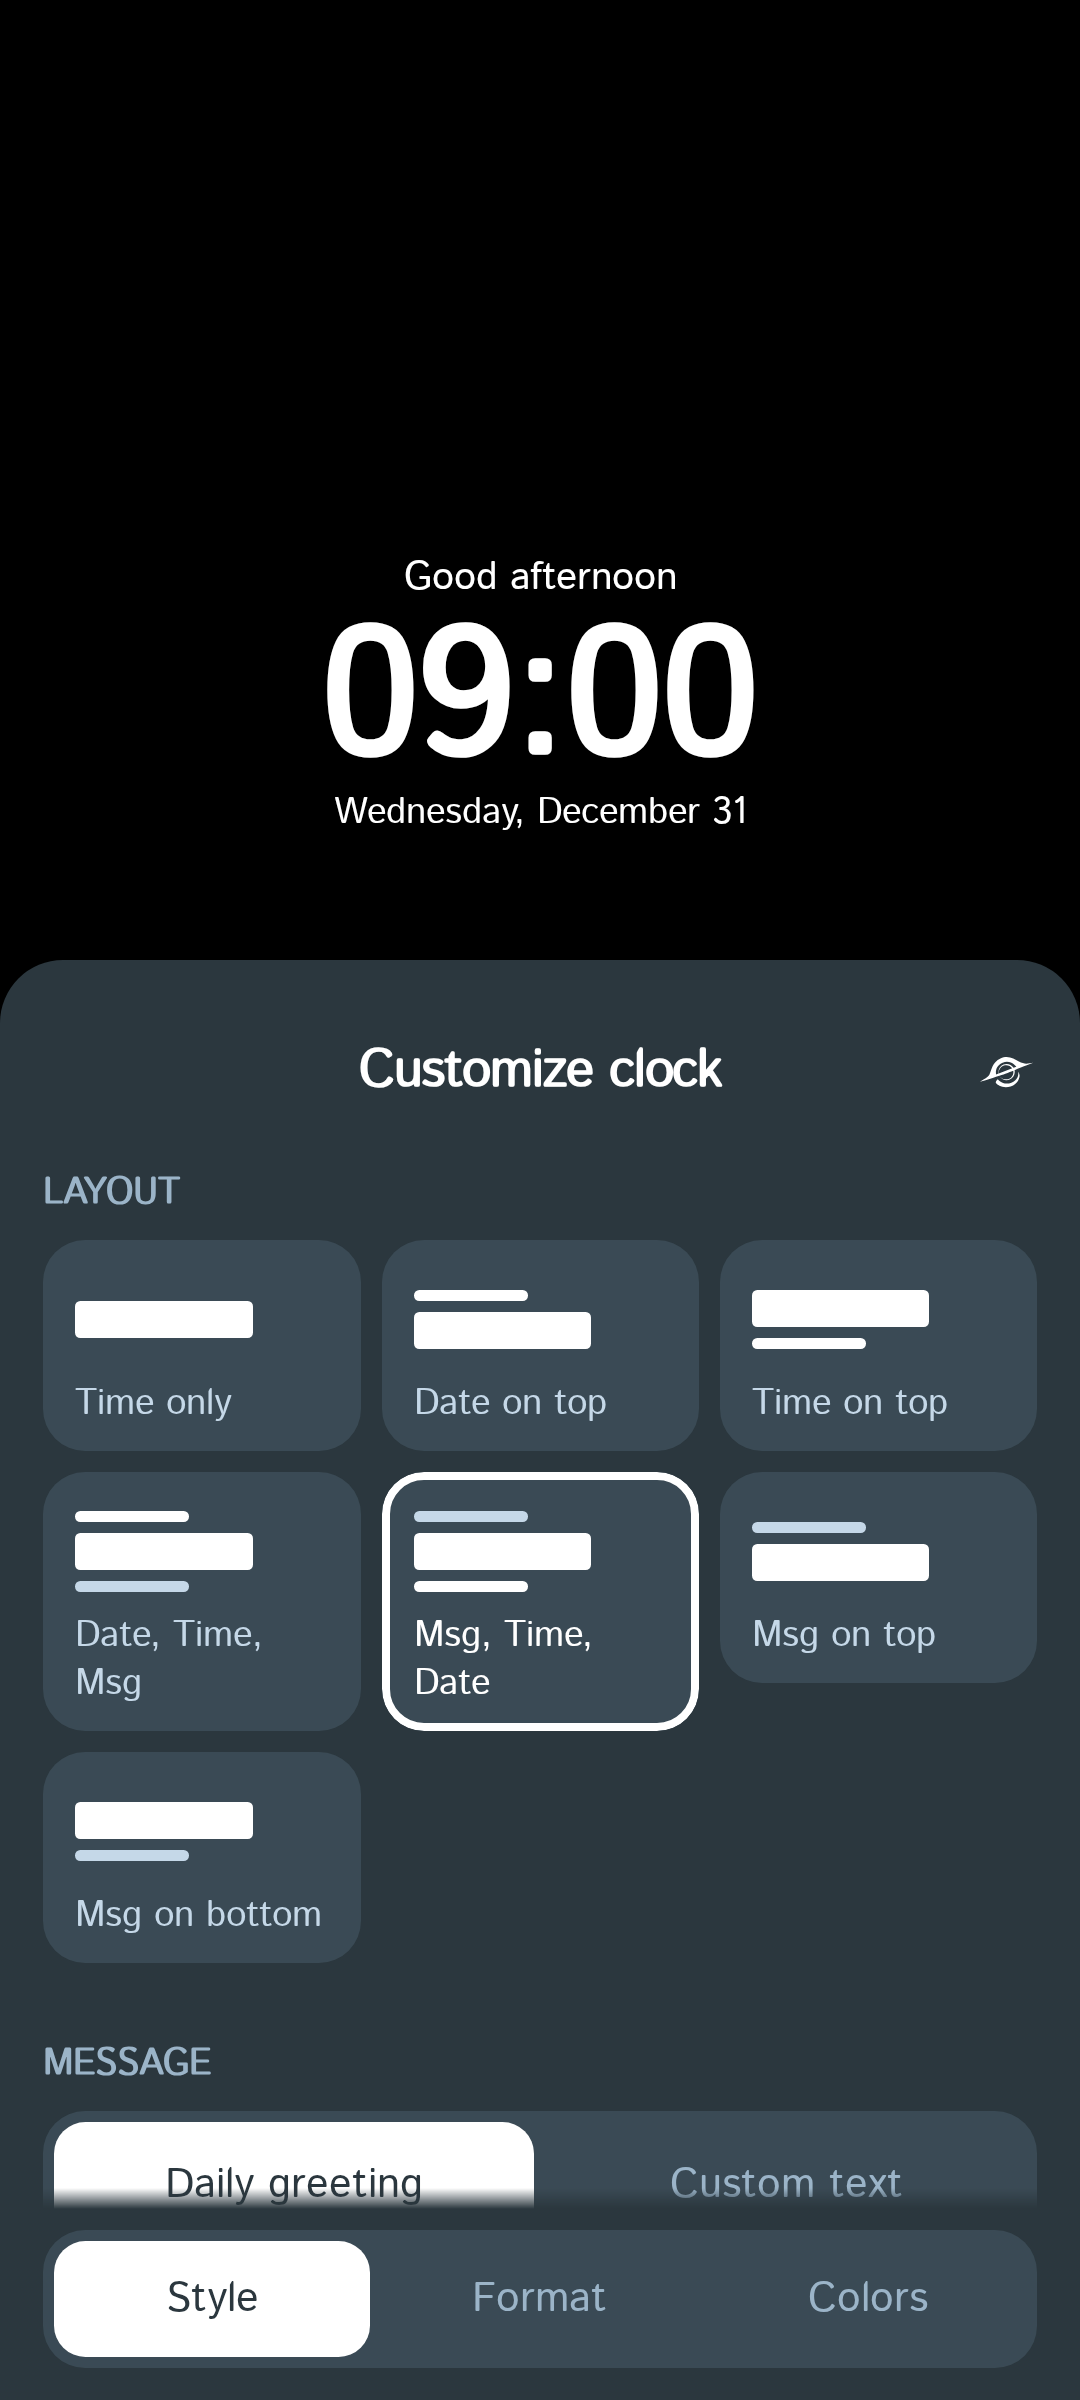 Good afternoon
09:00
Wednesday, December 31
Customize clock
LAYOUT
Time only
Date on top
Time on top
Date, Time,
Msg
Msg, Time,
Date
Msg on top
Msg on bottom
MESSAGE
Daily greeting
Custom text
Style
Format
Colors